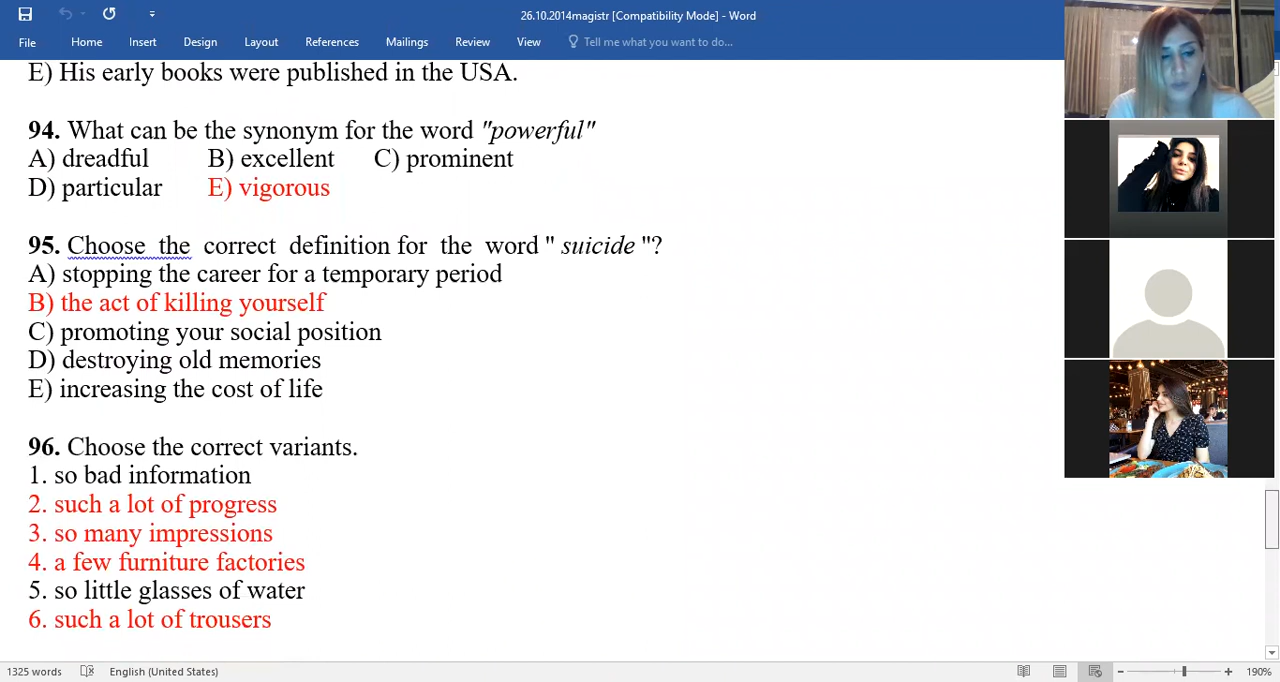 26.10.2014magistr [Compatibility Mode] - Word
File Home Insert Design Layout References Mailings Review View Tell me what you want to do...
E) His early books were published in the USA.
94. What can be the synonym for the word "powerful"
A) dreadful B) excellent C) prominent
D) particular E) vigorous
95. Choose the correct definition for the word " suicide "?
A) stopping the career for a temporary period
B) the act of killing yourself
C) promoting your social position
D) destroying old memories
E) increasing the cost of life
96. Choose the correct variants.
1. so bad information
2. such a lot of progress
3. so many impressions
4. a few furniture factories
5. so little glasses of water
6. such a lot of trousers
1325 words English (United States) 190%